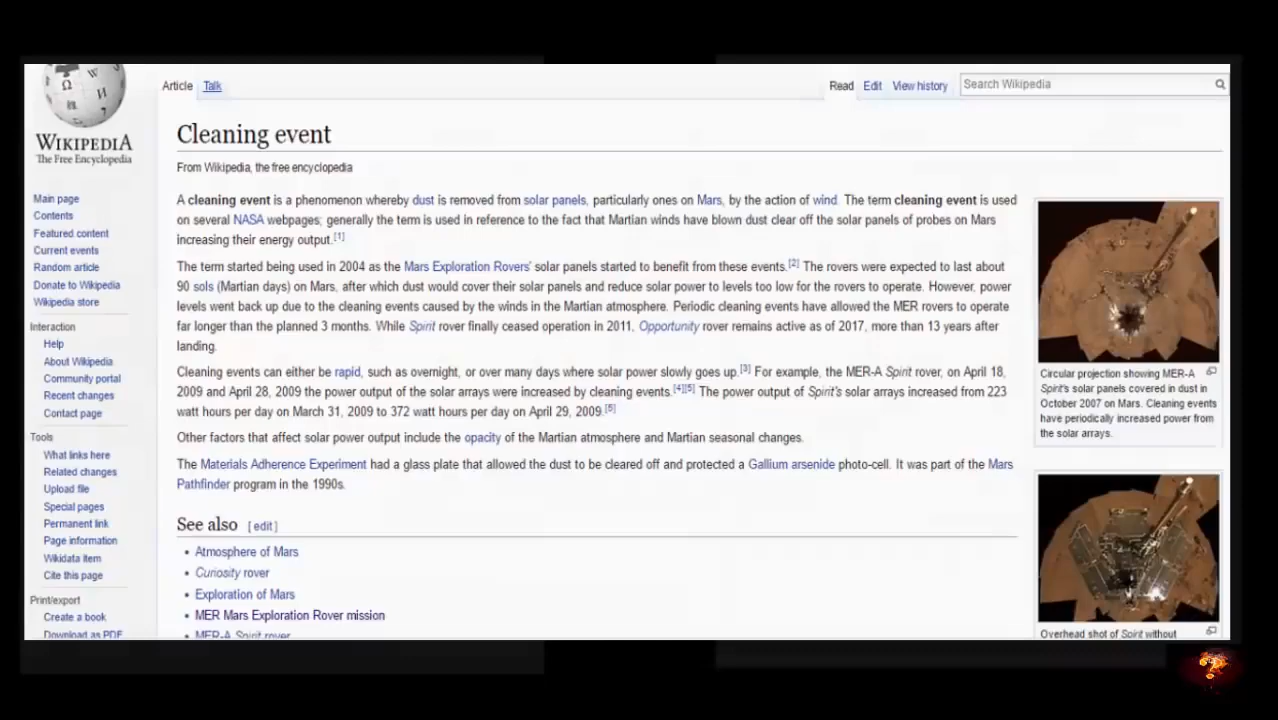 Article Talk Read Edit View history Search Wikipedia
WIKIPEDIA
The Free Encyclopedia
Main page
Contents
Featured content
Current events
Random article
Donate to Wikipedia
Wikipedia store
Interaction
Help
About Wikipedia
Community portal
Recent changes
Contact page
Tools
What links here
Related changes
Upload file
Special pages
Permanent link
Page information
Wikidata item
Cite this page
Print/export
Create a book
Download as PDF
Cleaning event
From Wikipedia, the free encyclopedia
A cleaning event is a phenomenon whereby dust is removed from solar panels, particularly ones on Mars, by the action of wind. The term cleaning event is used
on several NASA webpages; generally the term is used in reference to the fact that Martian winds have blown dust clear off the solar panels of probes on Mars
increasing their energy output.[1]
The term started being used in 2004 as the Mars Exploration Rovers' solar panels started to benefit from these events.[2] The rovers were expected to last about
90 sols (Martian days) on Mars, after which dust would cover their solar panels and reduce solar power to levels too low for the rovers to operate. However, power
levels went back up due to the cleaning events caused by the winds in the Martian atmosphere. Periodic cleaning events have allowed the MER rovers to operate
far longer than the planned 3 months. While Spirit rover finally ceased operation in 2011, Opportunity rover remains active as of 2017, more than 13 years after
landing.
Cleaning events can either be rapid, such as overnight, or over many days where solar power slowly goes up.[3] For example, the MER-A Spirit rover, on April 18,
2009 and April 28, 2009 the power output of the solar arrays were increased by cleaning events.[4][5] The power output of Spirit's solar arrays increased from 223
watt hours per day on March 31, 2009 to 372 watt hours per day on April 29, 2009.[5]
Other factors that affect solar power output include the opacity of the Martian atmosphere and Martian seasonal changes.
The Materials Adherence Experiment had a glass plate that allowed the dust to be cleared off and protected a Gallium arsenide photo-cell. It was part of the Mars
Pathfinder program in the 1990s.
See also [ edit ]
• Atmosphere of Mars
• Curiosity rover
• Exploration of Mars
• MER Mars Exploration Rover mission
• MER-A Spirit rover
Circular projection showing MER-A
Spirit's solar panels covered in dust in
October 2007 on Mars. Cleaning events
have periodically increased power from
the solar arrays.
Overhead shot of Spirit without